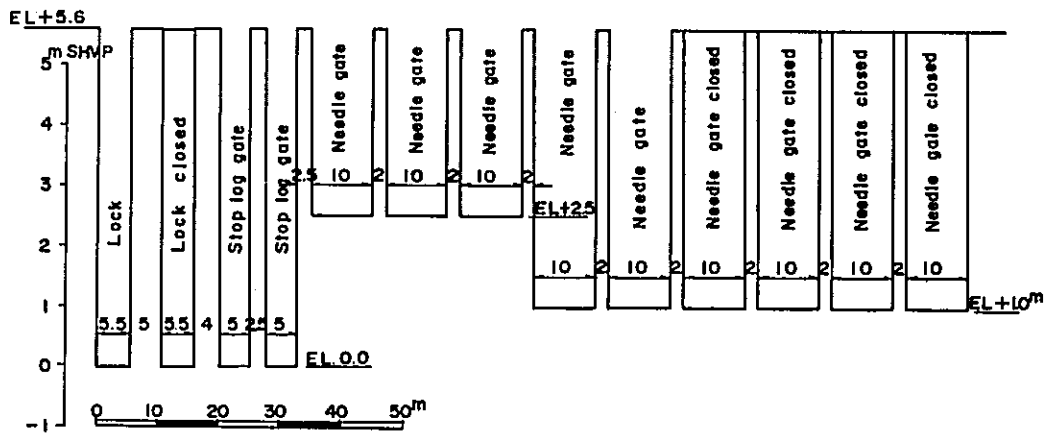 EL+5.6
m SHVP
5
4
3
2
1
0
-1
Lock
Lock closed
Stop log gate
Stop log gate
Needle gate
Needle gate
Needle gate
Needle gate
Needle gate
Needle gate closed
Needle gate closed
Needle gate closed
Needle gate closed
2.5 10 2 10 2 10 2
EL+2.5
10 2 10 2 10 2 10 2 10 2 10
EL+1.0m
5.5 5 5.5 4 5 2.5 5
EL.0.0
0 10 20 30 40 50m